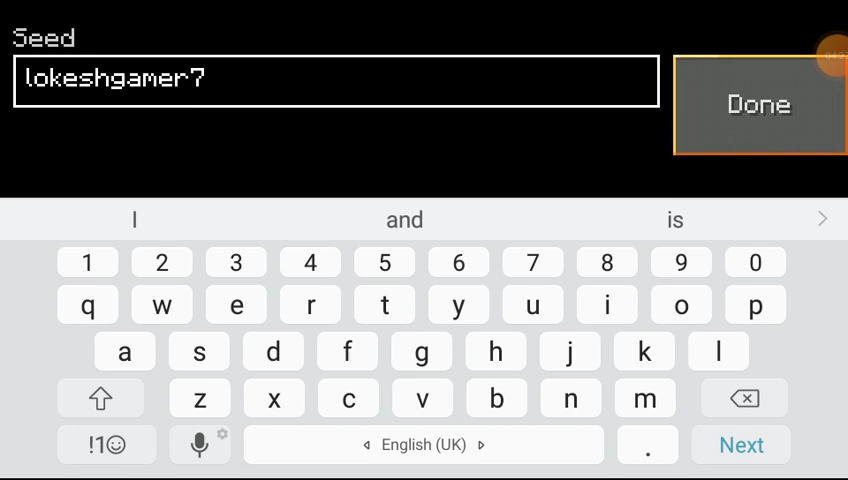 Seed
lokeshgamer7
Done
I and is
1 2 3 4 5 6 7 8 9 0
q w e r t y u i o p
a s d f g h j k l
z x c v b n m
!1☺ English (UK) . Next